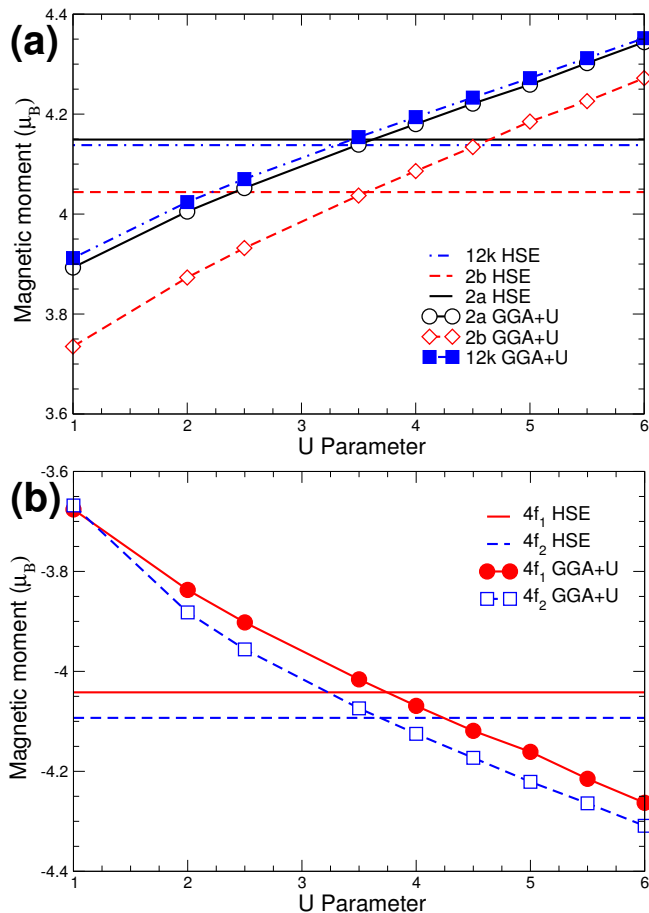 (a)
4.4
4.2
4
3.8
3.6
Magnetic moment (μB)
12k HSE
2b HSE
2a HSE
2a GGA+U
2b GGA+U
12k GGA+U
1 2 3 4 5 6
U Parameter
(b)
-3.6
-3.8
-4
-4.2
-4.4
Magnetic moment (μB)
4f1 HSE
4f2 HSE
4f1 GGA+U
4f2 GGA+U
1 2 3 4 5 6
U Parameter